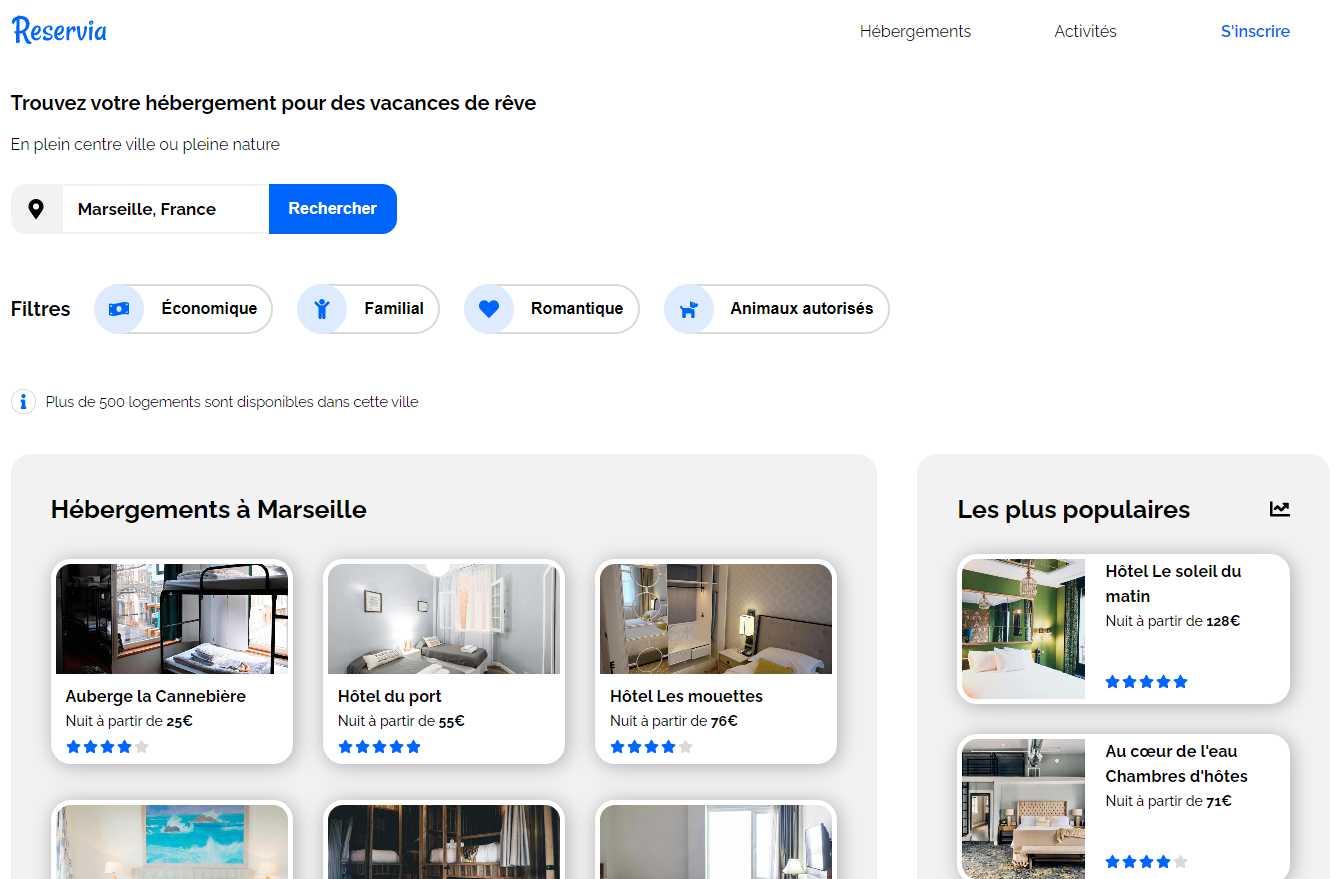 Reservia
Hébergements
Activités
S'inscrire
Trouvez votre hébergement pour des vacances de rêve
En plein centre ville ou pleine nature
Marseille, France
Rechercher
Filtres
Économique
Familial
Romantique
Animaux autorisés
Plus de 500 logements sont disponibles dans cette ville
Hébergements à Marseille
Auberge la Cannebière
Nuit à partir de 25€
Hôtel du port
Nuit à partir de 55€
Hôtel Les mouettes
Nuit à partir de 76€
Les plus populaires
Hôtel Le soleil du
matin
Nuit à partir de 128€
Au cœur de l'eau
Chambres d'hôtes
Nuit à partir de 71€